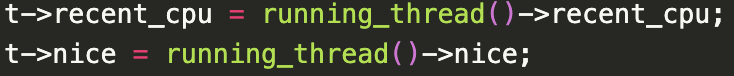 t->recent_cpu = running_thread()->recent_cpu;
t->nice = running_thread()->nice;